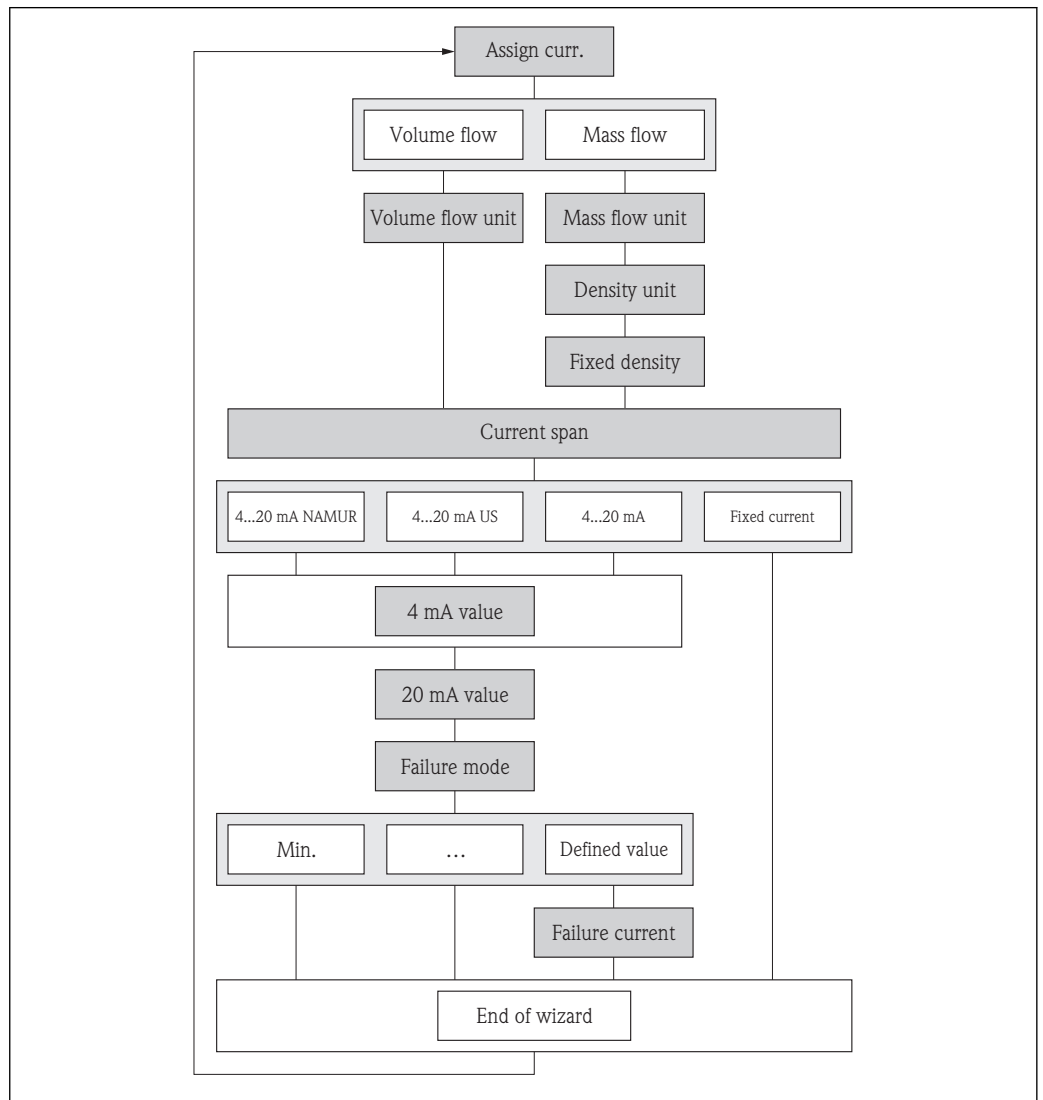 Assign curr.
Volume flow
Mass flow
Volume flow unit
Mass flow unit
Density unit
Fixed density
Current span
4...20 mA NAMUR
4...20 mA US
4...20 mA
Fixed current
4 mA value
20 mA value
Failure mode
Min.
...
Defined value
Failure current
End of wizard